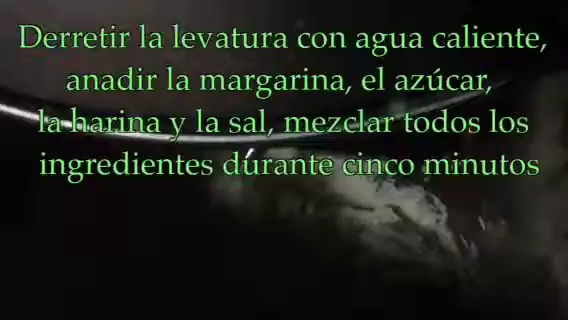 Derretir la levatura con agua caliente,
anadir la margarina, el azúcar,
la harina y la sal, mezclar todos los
ingredientes durante cinco minutos